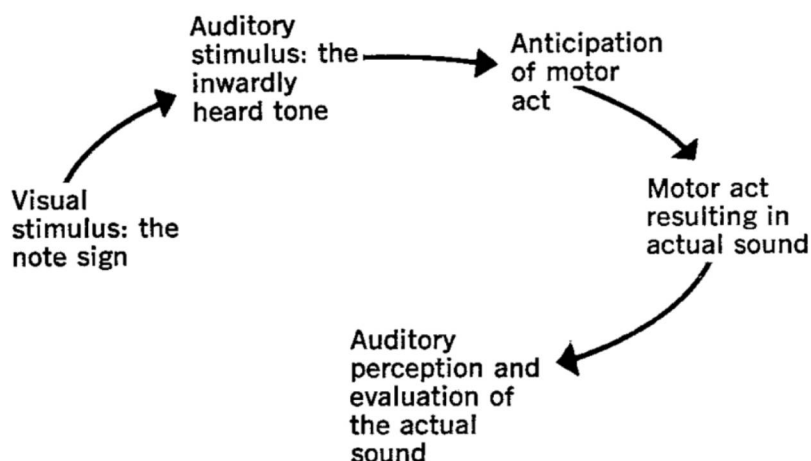 Visual
stimulus: the
note sign
Auditory
stimulus: the
inwardly
heard tone
Anticipation
of motor
act
Motor act
resulting in
actual sound
Auditory
perception and
evaluation of
the actual
sound